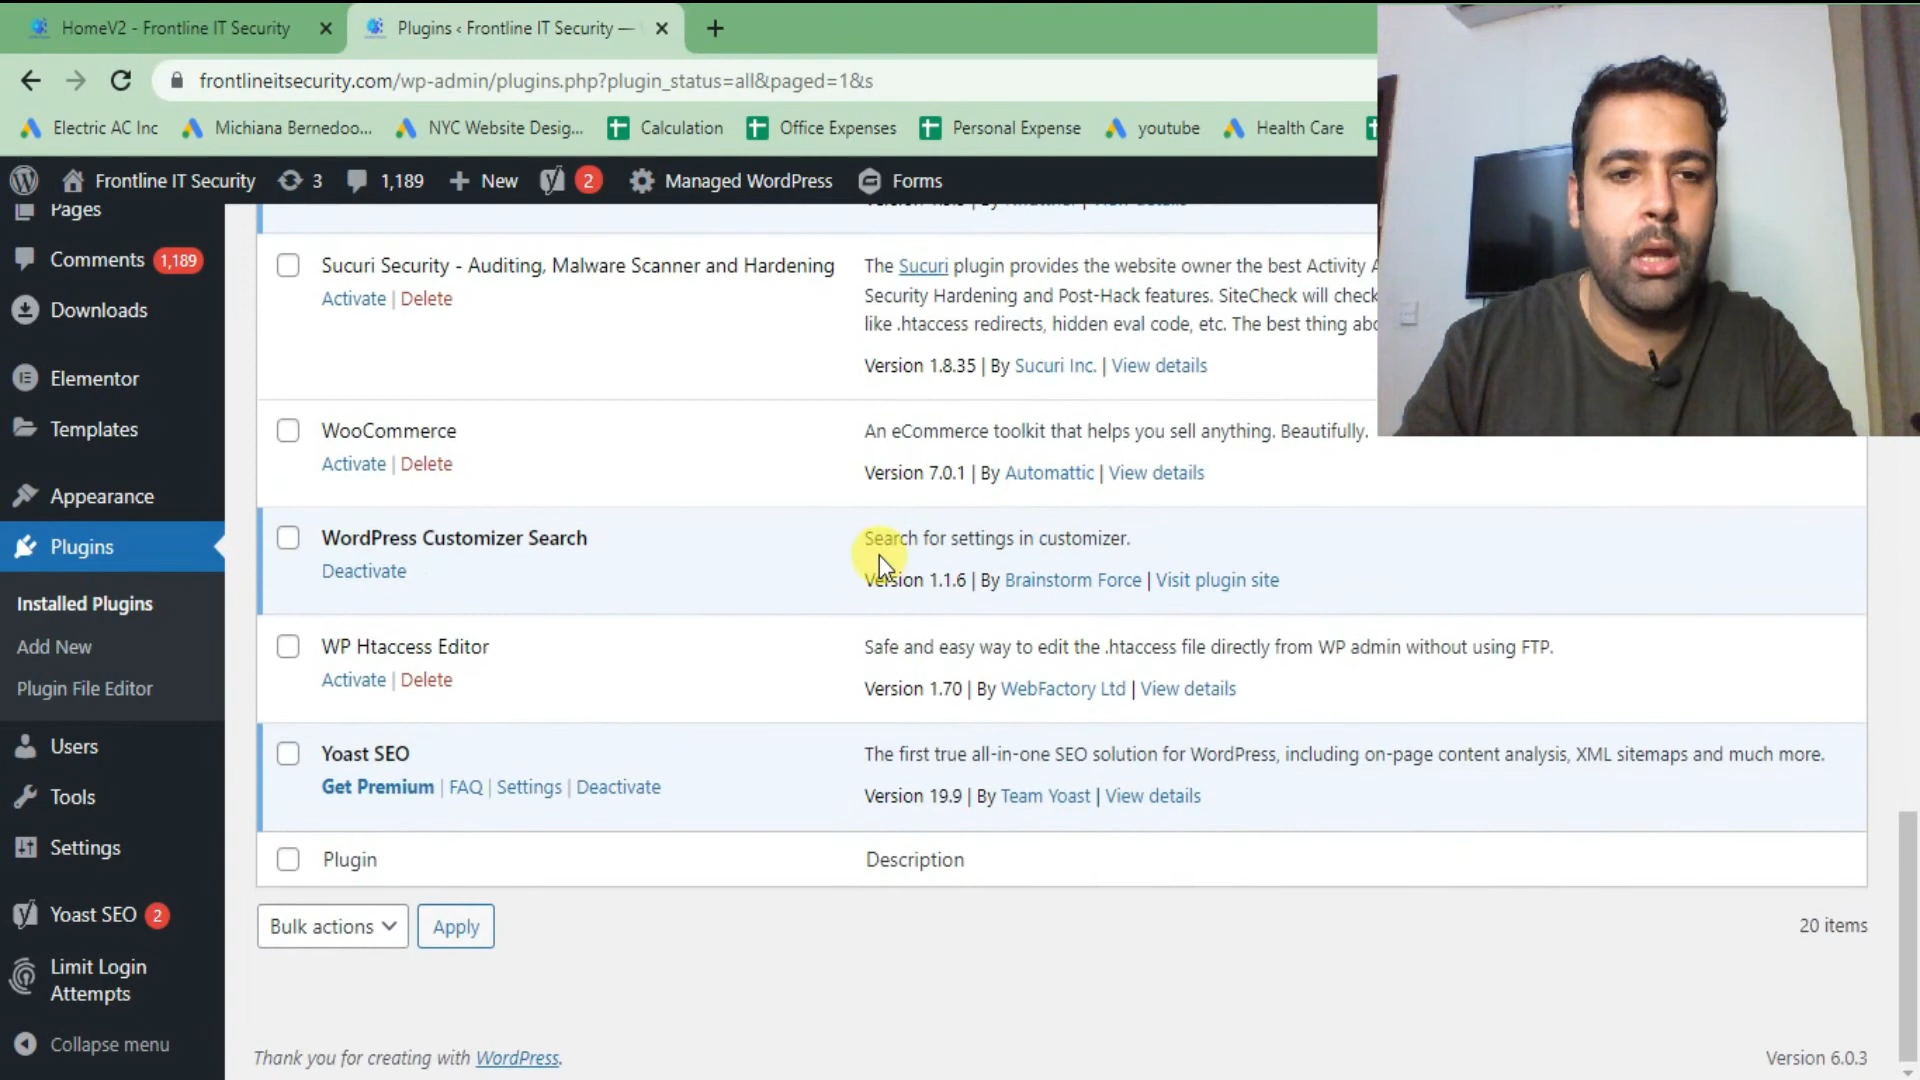 HomeV2 - Frontline IT Security
Plugins ‹ Frontline IT Security —
frontlineitsecurity.com/wp-admin/plugins.php?plugin_status=all&paged=1&s
Electric AC Inc
Michiana Bernedoo...
NYC Website Desig...
Calculation
Office Expenses
Personal Expense
youtube
Health Care
Frontline IT Security
3
1,189
New
2
Managed WordPress
Forms
Pages
Comments 1,189
Downloads
Elementor
Templates
Appearance
Plugins
Installed Plugins
Add New
Plugin File Editor
Users
Tools
Settings
Yoast SEO 2
Limit Login
Attempts
Collapse menu
Sucuri Security - Auditing, Malware Scanner and Hardening
Activate | Delete
The Sucuri plugin provides the website owner the best Activity A
Security Hardening and Post-Hack features. SiteCheck will check
like .htaccess redirects, hidden eval code, etc. The best thing abo
Version 1.8.35 | By Sucuri Inc. | View details
WooCommerce
Activate | Delete
An eCommerce toolkit that helps you sell anything. Beautifully.
Version 7.0.1 | By Automattic | View details
WordPress Customizer Search
Deactivate
Search for settings in customizer.
Version 1.1.6 | By Brainstorm Force | Visit plugin site
WP Htaccess Editor
Activate | Delete
Safe and easy way to edit the .htaccess file directly from WP admin without using FTP.
Version 1.70 | By WebFactory Ltd | View details
Yoast SEO
Get Premium | FAQ | Settings | Deactivate
The first true all-in-one SEO solution for WordPress, including on-page content analysis, XML sitemaps and much more.
Version 19.9 | By Team Yoast | View details
Plugin
Description
Bulk actions
Apply
20 items
Thank you for creating with WordPress.
Version 6.0.3